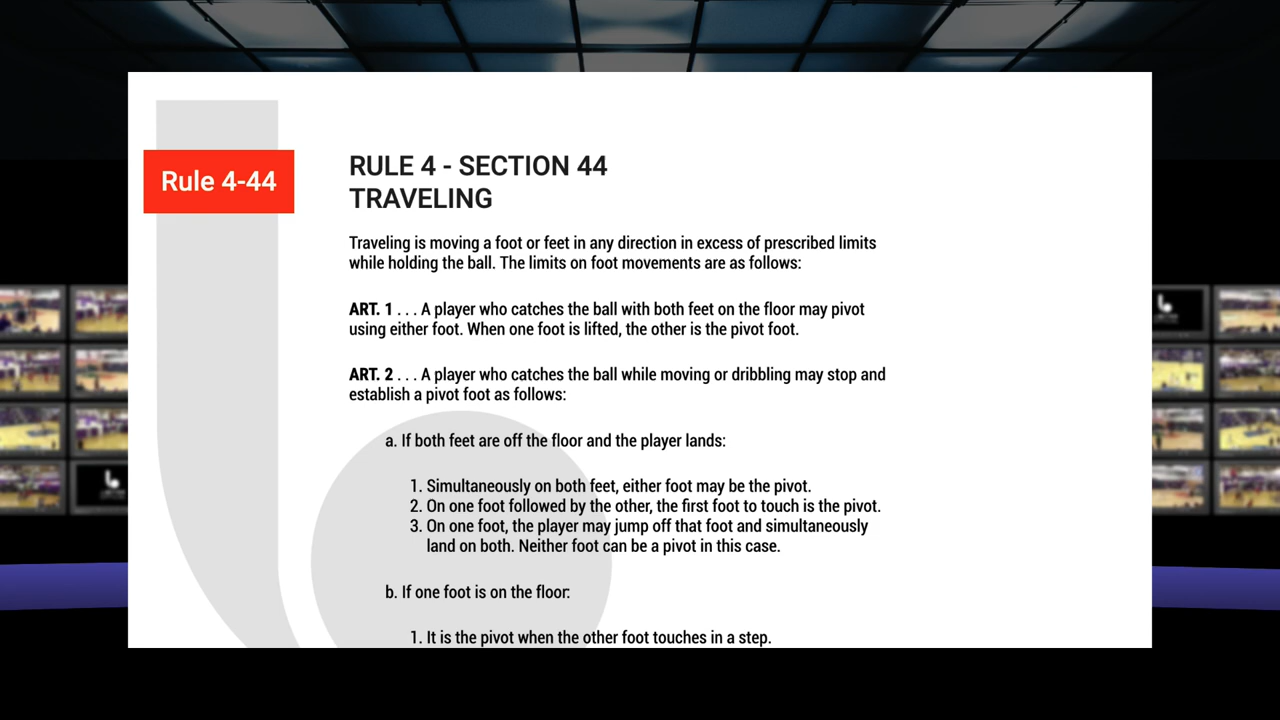 Rule 4-44
RULE 4 - SECTION 44
TRAVELING
Traveling is moving a foot or feet in any direction in excess of prescribed limits
while holding the ball. The limits on foot movements are as follows:
ART. 1 . . . A player who catches the ball with both feet on the floor may pivot
using either foot. When one foot is lifted, the other is the pivot foot.
ART. 2 . . . A player who catches the ball while moving or dribbling may stop and
establish a pivot foot as follows:
a. If both feet are off the floor and the player lands:
1. Simultaneously on both feet, either foot may be the pivot.
2. On one foot followed by the other, the first foot to touch is the pivot.
3. On one foot, the player may jump off that foot and simultaneously
land on both. Neither foot can be a pivot in this case.
b. If one foot is on the floor:
1. It is the pivot when the other foot touches in a step.